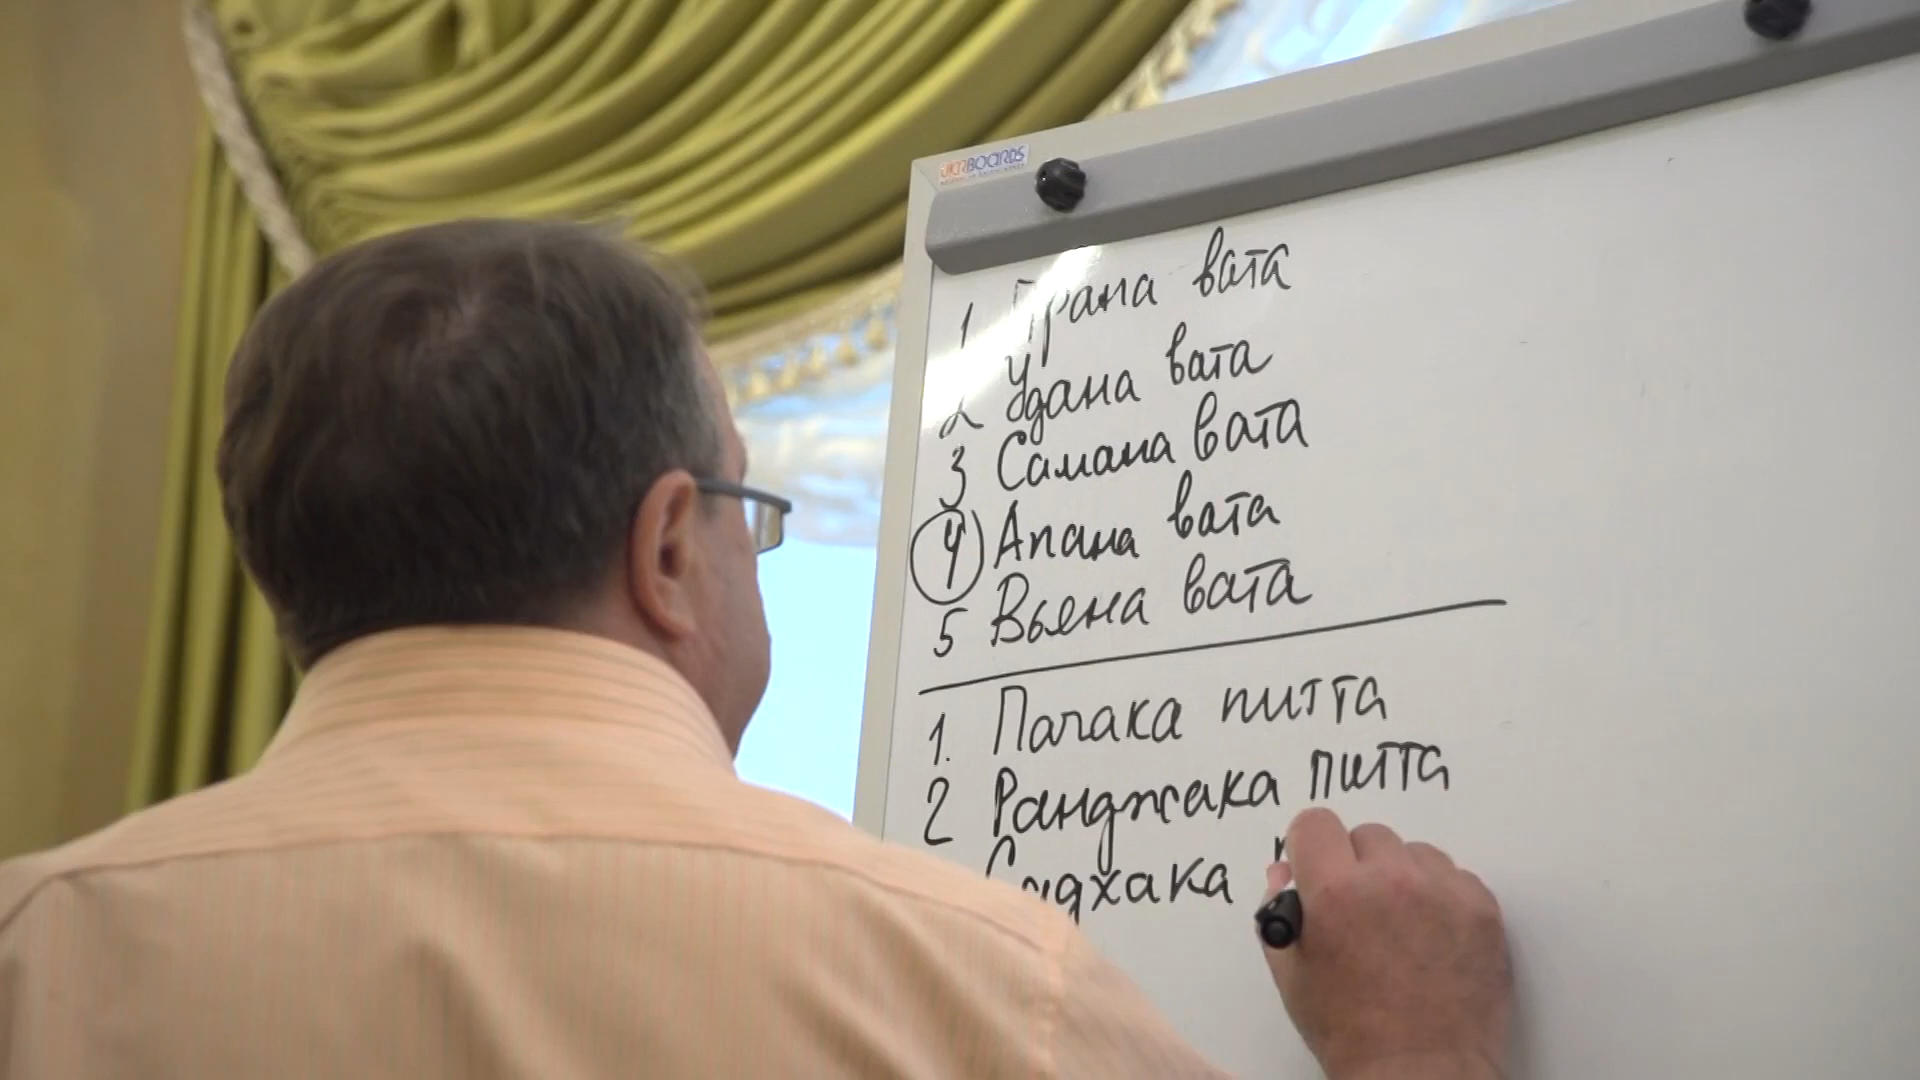 UKRBOARDS
1 Прана вата
2 Удана вата
3 Самана вата
4 Апана вата
5 Вьяна вата
1. Пачака питта
2 Ранджака питта
Садхака